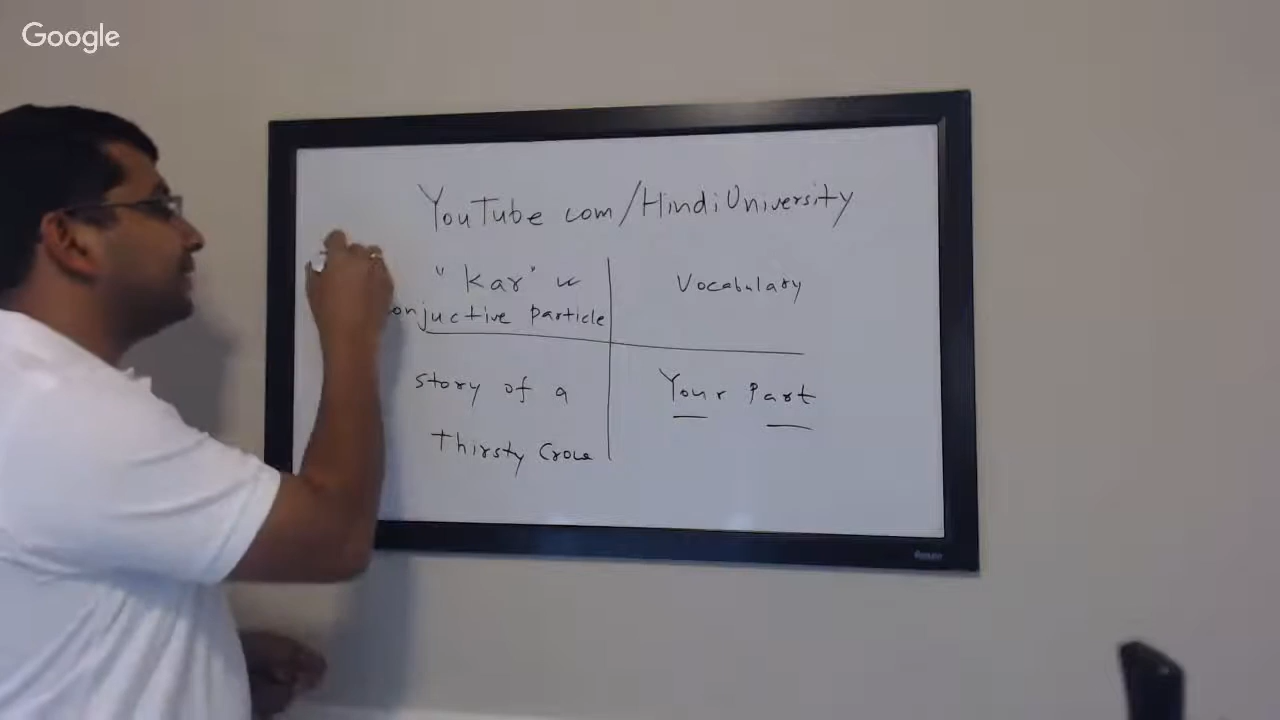 Google
YouTube com/HindiUniversity
"Kar"
onjuctive Particle
Vocabulary
Story of a
Thirsty Crow
Your Part